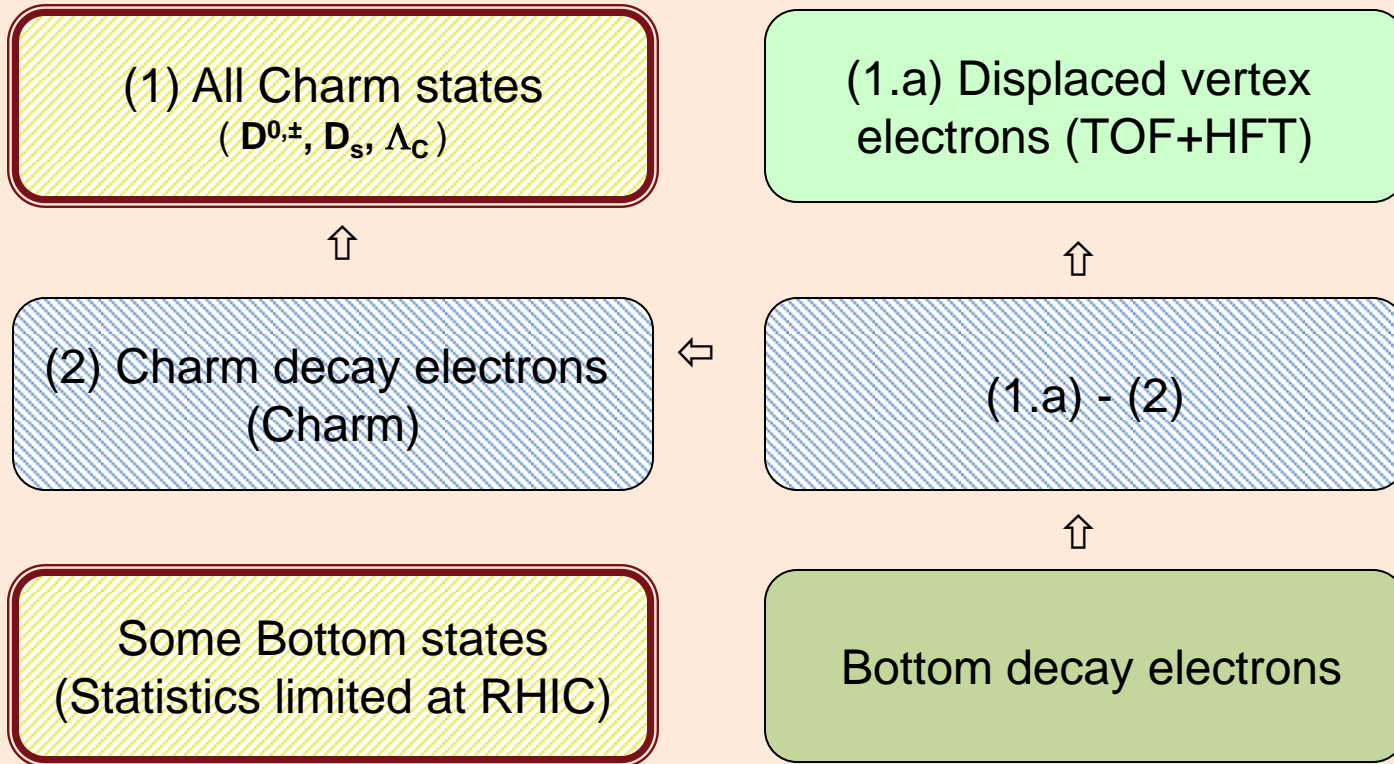 (1) All Charm states
( D⁰,±, Dₛ, Λ_C )
(1.a) Displaced vertex
electrons (TOF+HFT)
(2) Charm decay electrons
(Charm)
(1.a) - (2)
Some Bottom states
(Statistics limited at RHIC)
Bottom decay electrons